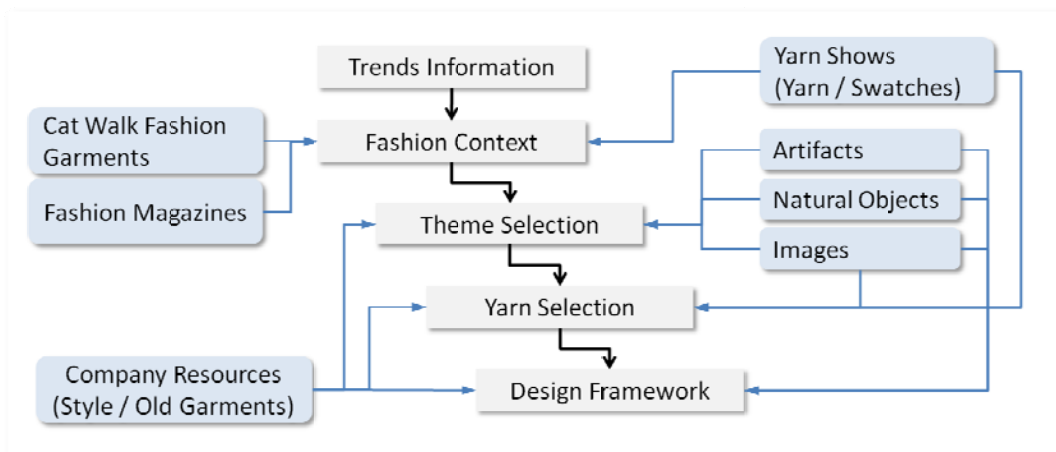 Trends Information
Yarn Shows
(Yarn / Swatches)
Cat Walk Fashion
Garments
Fashion Context
Artifacts
Fashion Magazines
Natural Objects
Theme Selection
Images
Yarn Selection
Company Resources
(Style / Old Garments)
Design Framework